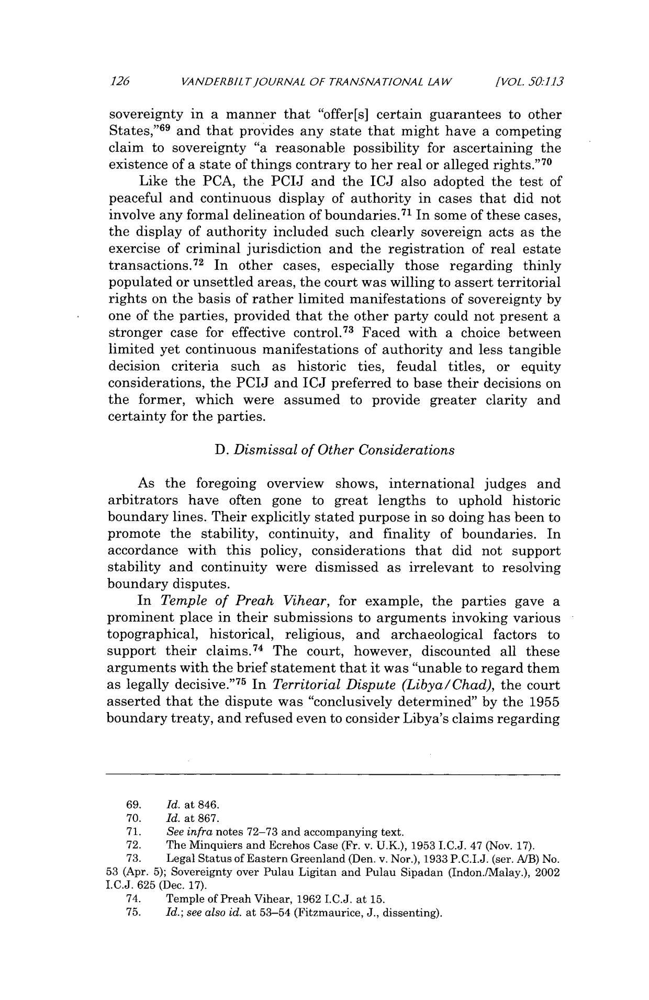 126 VANDERBILT JOURNAL OF TRANSNATIONAL LAW [VOL. 50:113
sovereignty in a manner that “offer[s] certain guarantees to other
States,”69 and that provides any state that might have a competing
claim to sovereignty “a reasonable possibility for ascertaining the
existence of a state of things contrary to her real or alleged rights.”70
Like the PCA, the PCIJ and the ICJ also adopted the test of
peaceful and continuous display of authority in cases that did not
involve any formal delineation of boundaries.71 In some of these cases,
the display of authority included such clearly sovereign acts as the
exercise of criminal jurisdiction and the registration of real estate
transactions.72 In other cases, especially those regarding thinly
populated or unsettled areas, the court was willing to assert territorial
rights on the basis of rather limited manifestations of sovereignty by
one of the parties, provided that the other party could not present a
stronger case for effective control.73 Faced with a choice between
limited yet continuous manifestations of authority and less tangible
decision criteria such as historic ties, feudal titles, or equity
considerations, the PCIJ and ICJ preferred to base their decisions on
the former, which were assumed to provide greater clarity and
certainty for the parties.
D. Dismissal of Other Considerations
As the foregoing overview shows, international judges and
arbitrators have often gone to great lengths to uphold historic
boundary lines. Their explicitly stated purpose in so doing has been to
promote the stability, continuity, and finality of boundaries. In
accordance with this policy, considerations that did not support
stability and continuity were dismissed as irrelevant to resolving
boundary disputes.
In Temple of Preah Vihear, for example, the parties gave a
prominent place in their submissions to arguments invoking various
topographical, historical, religious, and archaeological factors to
support their claims.74 The court, however, discounted all these
arguments with the brief statement that it was “unable to regard them
as legally decisive.”75 In Territorial Dispute (Libya/Chad), the court
asserted that the dispute was “conclusively determined” by the 1955
boundary treaty, and refused even to consider Libya’s claims regarding
69. Id. at 846.
70. Id. at 867.
71. See infra notes 72–73 and accompanying text.
72. The Minquiers and Ecrehos Case (Fr. v. U.K.), 1953 I.C.J. 47 (Nov. 17).
73. Legal Status of Eastern Greenland (Den. v. Nor.), 1933 P.C.I.J. (ser. A/B) No.
53 (Apr. 5); Sovereignty over Pulau Ligitan and Pulau Sipadan (Indon./Malay.), 2002
I.C.J. 625 (Dec. 17).
74. Temple of Preah Vihear, 1962 I.C.J. at 15.
75. Id.; see also id. at 53–54 (Fitzmaurice, J., dissenting).